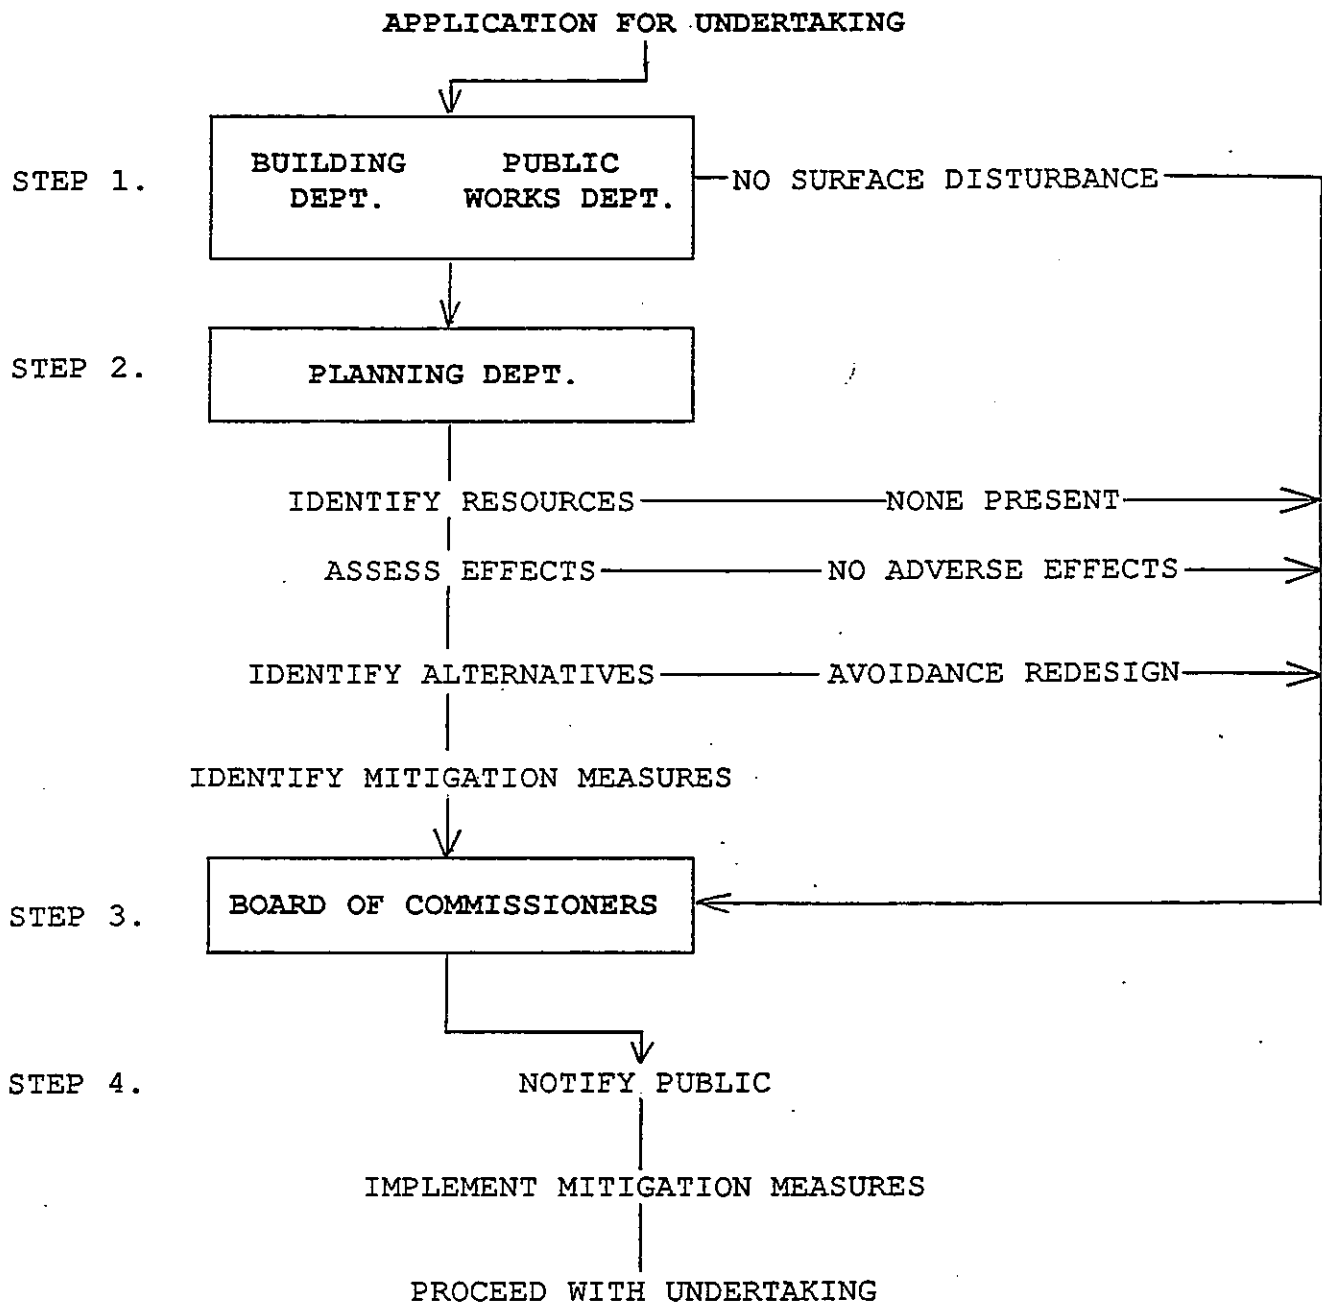 APPLICATION FOR UNDERTAKING
STEP 1.
BUILDING DEPT.
PUBLIC WORKS DEPT.
NO SURFACE DISTURBANCE
STEP 2.
PLANNING DEPT.
IDENTIFY RESOURCES
NONE PRESENT
ASSESS EFFECTS
NO ADVERSE EFFECTS
IDENTIFY ALTERNATIVES
AVOIDANCE REDESIGN
IDENTIFY MITIGATION MEASURES
STEP 3.
BOARD OF COMMISSIONERS
STEP 4.
NOTIFY PUBLIC
IMPLEMENT MITIGATION MEASURES
PROCEED WITH UNDERTAKING